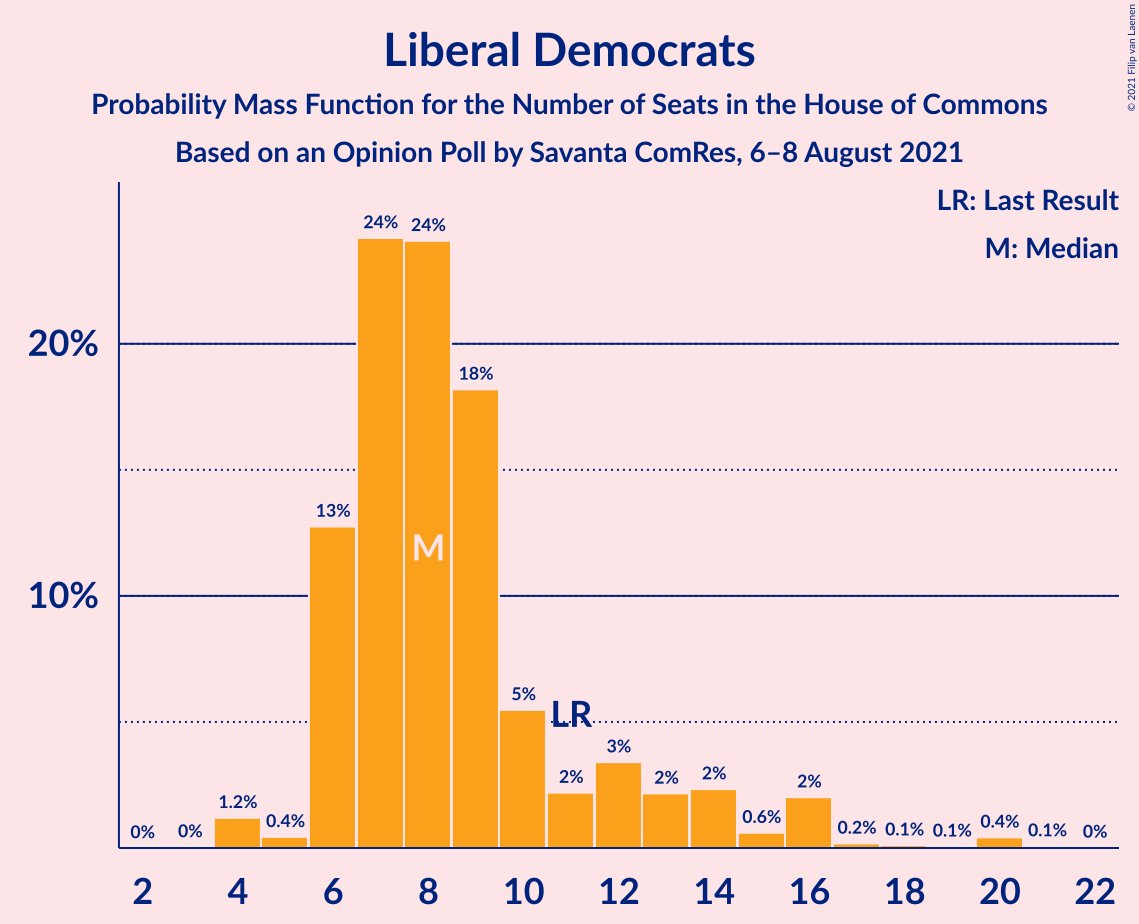 Liberal Democrats
Probability Mass Function for the Number of Seats in the House of Commons
Based on an Opinion Poll by Savanta ComRes, 6–8 August 2021
© 2021 Filip van Laenen
LR: Last Result
M: Median
20%
10%
0%
0%
1.2%
0.4%
13%
24%
24%
18%
5%
2%
3%
2%
2%
0.6%
2%
0.2%
0.1%
0.1%
0.4%
0.1%
0%
M
LR
2 4 6 8 10 12 14 16 18 20 22